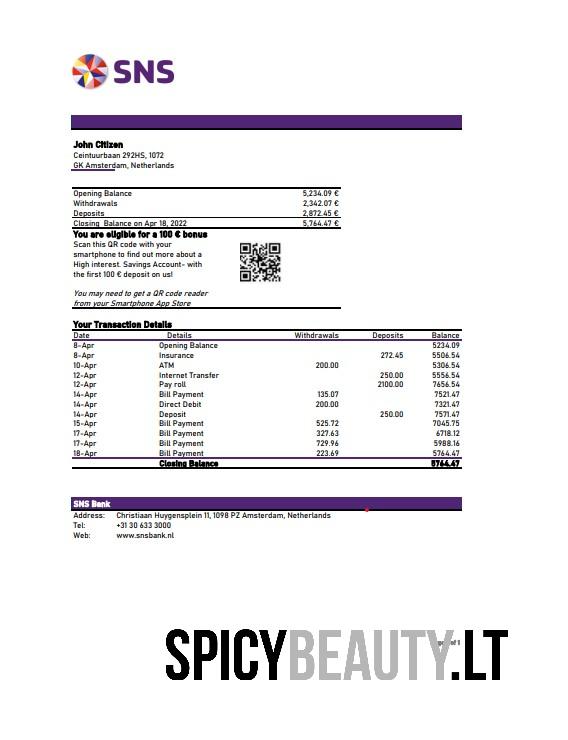 SNS
John Citizen
Ceintuurbaan 292HS, 1072
GK Amsterdam, Netherlands
Opening Balance 5,234.09 €
Withdrawals 2,342.07 €
Deposits 2,872.45 €
Closing Balance on Apr 18, 2022 5,764.47 €
You are eligible for a 100 € bonus
Scan this QR code with your
smartphone to find out more about a
High interest. Savings Account- with
the first 100 € deposit on us!
You may need to get a QR code reader
from your Smartphone App Store
Your Transaction Details
Date Details Withdrawals Deposits Balance
8-Apr Opening Balance 5234.09
8-Apr Insurance 272.45 5506.54
10-Apr ATM 200.00 5306.54
12-Apr Internet Transfer 250.00 5556.54
12-Apr Pay roll 2100.00 7656.54
14-Apr Bill Payment 135.07 7521.47
14-Apr Direct Debit 200.00 7321.47
14-Apr Deposit 250.00 7571.47
15-Apr Bill Payment 525.72 7045.75
17-Apr Bill Payment 327.63 6718.12
17-Apr Bill Payment 729.96 5988.16
18-Apr Bill Payment 223.69 5764.47
Closing Balance 5764.47
SNS Bank
Address: Christiaan Huygensplein 11, 1098 PZ Amsterdam, Netherlands
Tel: +31 30 633 3000
Web: www.snsbank.nl
of 1
SPICYBEAUTY.LT